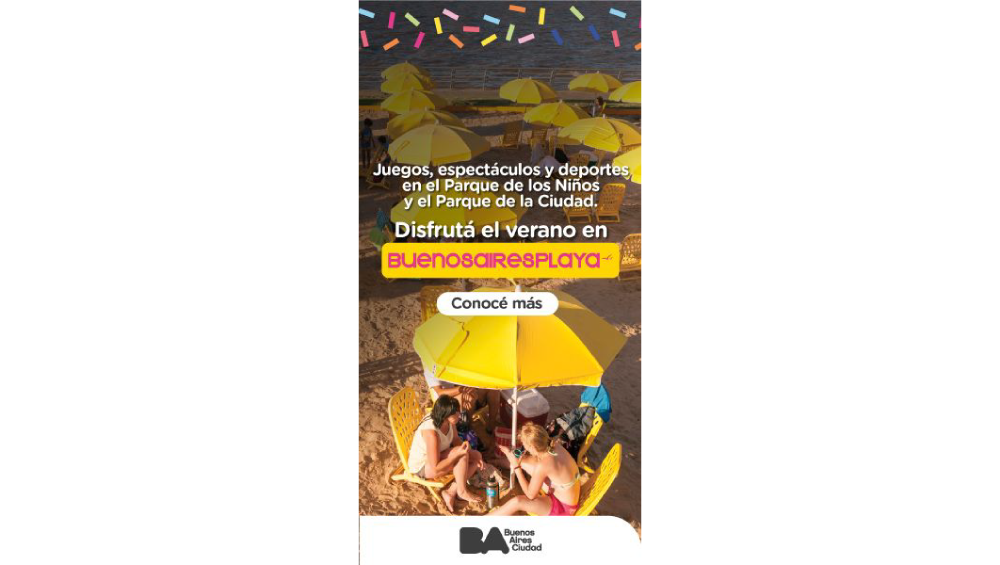 Juegos, espectáculos y deportes
en el Parque de los Niños
y el Parque de la Ciudad.
Disfrutá el verano en
BUenosaIResPLaYa
Conocé más
BA Buenos
Aires
Ciudad